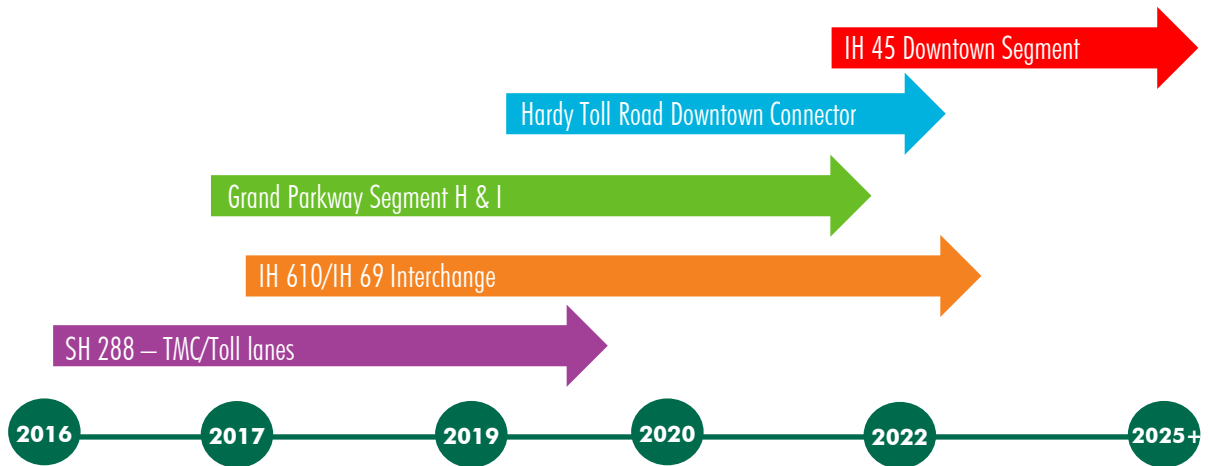 IH 45 Downtown Segment
Hardy Toll Road Downtown Connector
Grand Parkway Segment H & I
IH 610/IH 69 Interchange
SH 288 – TMC/Toll lanes
2016 2017 2019 2020 2022 2025+